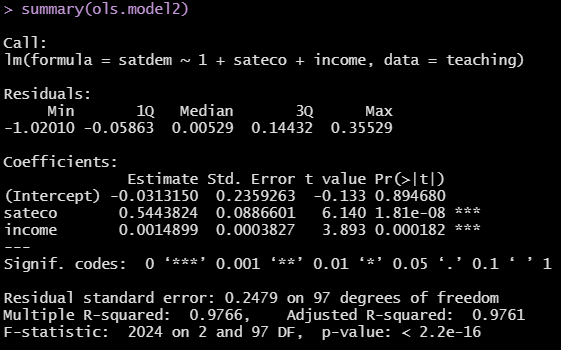 > summary(ols.model2)

Call:
lm(formula = satdem ~ 1 + sateco + income, data = teaching)

Residuals:
     Min       1Q   Median       3Q      Max
-1.02010 -0.05863  0.00529  0.14432  0.35529

Coefficients:
              Estimate Std. Error t value Pr(>|t|)
(Intercept) -0.0313150  0.2359263  -0.133 0.894680
sateco       0.5443824  0.0886601   6.140 1.81e-08 ***
income       0.0014899  0.0003827   3.893 0.000182 ***
---
Signif. codes:  0 ‘***’ 0.001 ‘**’ 0.01 ‘*’ 0.05 ‘.’ 0.1 ‘ ’ 1

Residual standard error: 0.2479 on 97 degrees of freedom
Multiple R-squared:  0.9766,    Adjusted R-squared:  0.9761
F-statistic:  2024 on 2 and 97 DF,  p-value: < 2.2e-16